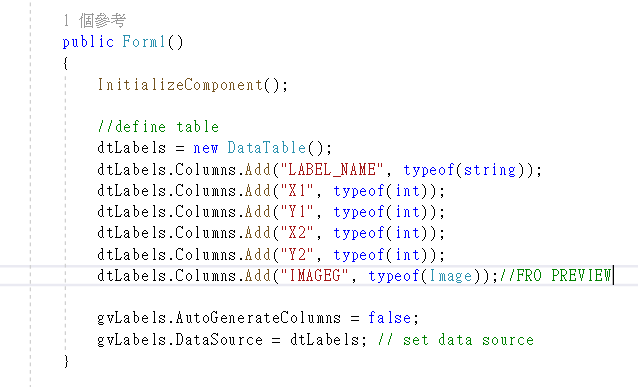 1 個參考
public Form1()
{
InitializeComponent();
//define table
dtLabels = new DataTable();
dtLabels.Columns.Add("LABEL_NAME", typeof(string));
dtLabels.Columns.Add("X1", typeof(int));
dtLabels.Columns.Add("Y1", typeof(int));
dtLabels.Columns.Add("X2", typeof(int));
dtLabels.Columns.Add("Y2", typeof(int));
dtLabels.Columns.Add("IMAGEG", typeof(Image));//FRO PREVIEW
gvLabels.AutoGenerateColumns = false;
gvLabels.DataSource = dtLabels; // set data source
}